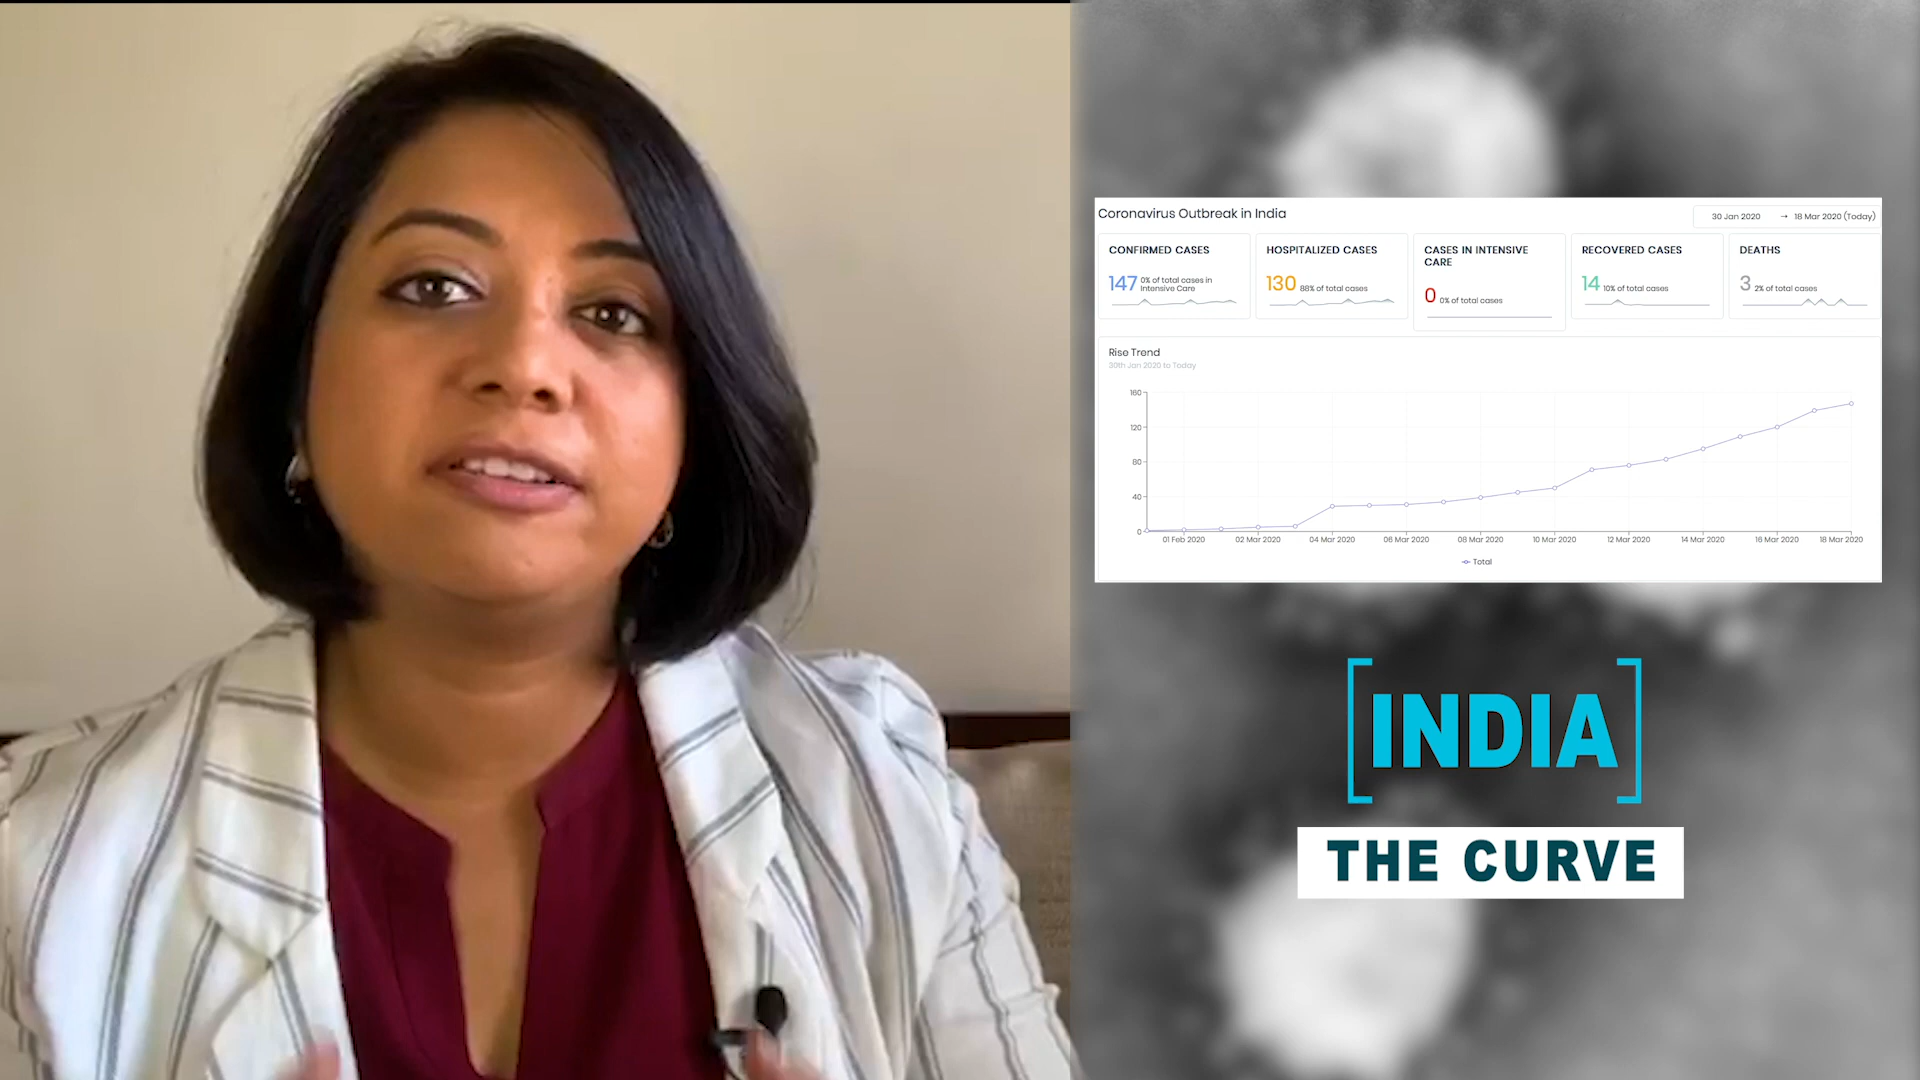 Coronavirus Outbreak in India
30 Jan 2020 → 18 Mar 2020 (Today)
CONFIRMED CASES
147 0% of total cases in
Intensive Care
HOSPITALIZED CASES
130 88% of total cases
CASES IN INTENSIVE
CARE
0 0% of total cases
RECOVERED CASES
14 10% of total cases
DEATHS
3 2% of total cases
Rise Trend
30th Jan 2020 to Today
160
120
80
40
0
01 Feb 2020 02 Mar 2020 04 Mar 2020 06 Mar 2020 08 Mar 2020 10 Mar 2020 12 Mar 2020 14 Mar 2020 16 Mar 2020 18 Mar 2020
Total
[INDIA]
THE CURVE